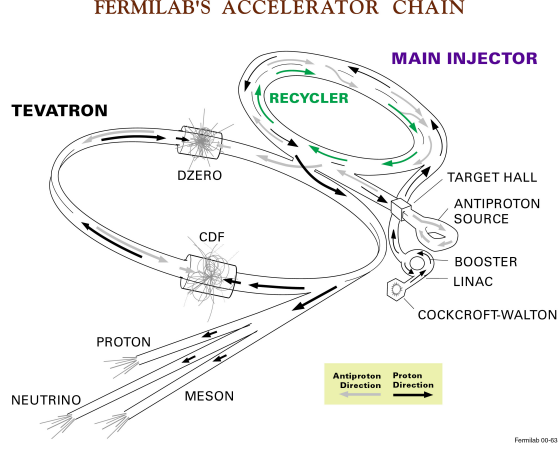 FERMILAB'S ACCELERATOR CHAIN
MAIN INJECTOR
TEVATRON
RECYCLER
DZERO
TARGET HALL
ANTIPROTON
SOURCE
CDF
BOOSTER
LINAC
COCKCROFT-WALTON
PROTON
NEUTRINO
MESON
Antiproton
Direction
Proton
Direction
Fermilab 00-63